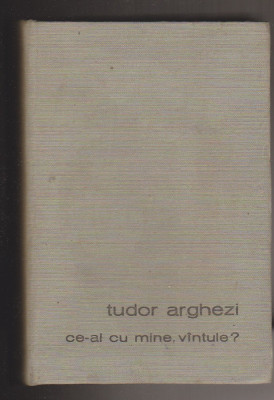 tudor arghezi
ce-ai cu mine, vîntule?